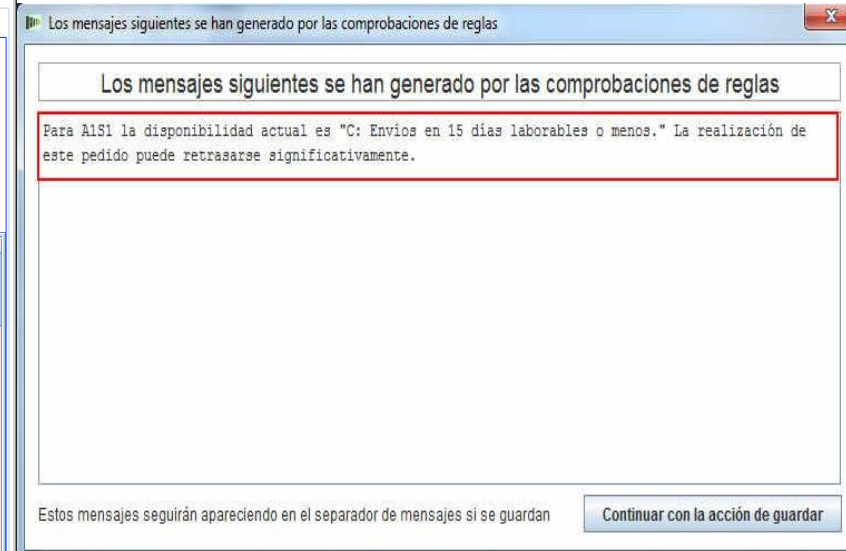 Los mensajes siguientes se han generado por las comprobaciones de reglas
X
Los mensajes siguientes se han generado por las comprobaciones de reglas
Para A1S1 la disponibilidad actual es "C: Envíos en 15 días laborables o menos." La realización de
este pedido puede retrasarse significativamente.
Estos mensajes seguirán apareciendo en el separador de mensajes si se guardan
Continuar con la acción de guardar